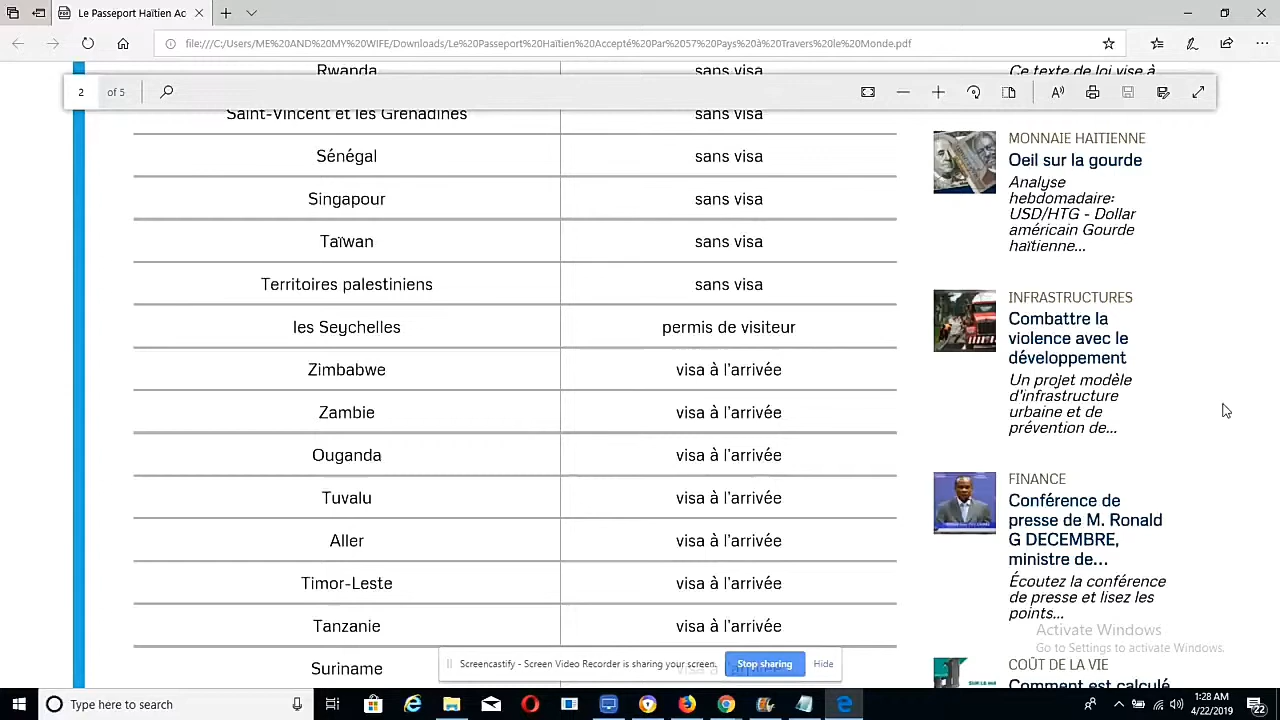 Le Passeport Haïtien Ac
file:///C:/Users/ME%20AND%20MY%20WIFE/Downloads/Le%20Passeport%20Haïtien%20Accepté%20Par%2057%20Pays%20à%20Travers%20le%20Monde.pdf
2 of 5
Rwanda sans visa
Saint-Vincent et les Grenadines sans visa
Sénégal sans visa
Singapour sans visa
Taïwan sans visa
Territoires palestiniens sans visa
les Seychelles permis de visiteur
Zimbabwe visa à l'arrivée
Zambie visa à l'arrivée
Ouganda visa à l'arrivée
Tuvalu visa à l'arrivée
Aller visa à l'arrivée
Timor-Leste visa à l'arrivée
Tanzanie visa à l'arrivée
Suriname
Ce texte de loi vise à
MONNAIE HAITIENNE
Oeil sur la gourde
Analyse
hebdomadaire:
USD/HTG - Dollar
américain Gourde
haïtienne...
INFRASTRUCTURES
Combattre la
violence avec le
développement
Un projet modèle
d'infrastructure
urbaine et de
prévention de...
FINANCE
Conférence de
presse de M. Ronald
G DECEMBRE,
ministre de...
Écoutez la conférence
de presse et lisez les
points...
COÛT DE LA VIE
Comment est calculé
Activate Windows
Go to Settings to activate Windows.
Screencastify - Screen Video Recorder is sharing your screen.
Stop sharing
Hide
Type here to search
1:28 AM
4/22/2019
22